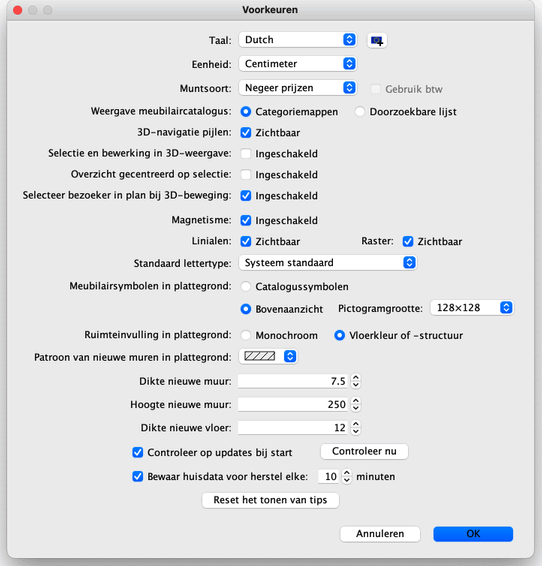 Voorkeuren
Taal: Dutch
Eenheid: Centimeter
Muntsoort: Negeer prijzen Gebruik btw
Weergave meubilaircatalogus: Categoriemappen Doorzoekbare lijst
3D-navigatie pijlen: Zichtbaar
Selectie en bewerking in 3D-weergave: Ingeschakeld
Overzicht gecentreerd op selectie: Ingeschakeld
Selecteer bezoeker in plan bij 3D-beweging: Ingeschakeld
Magnetisme: Ingeschakeld
Linialen: Zichtbaar Raster: Zichtbaar
Standaard lettertype: Systeem standaard
Meubilairsymbolen in plattegrond: Catalogussymbolen
Bovenaanzicht Pictogramgrootte: 128×128
Ruimteinvulling in plattegrond: Monochroom Vloerkleur of -structuur
Patroon van nieuwe muren in plattegrond:
Dikte nieuwe muur: 7.5
Hoogte nieuwe muur: 250
Dikte nieuwe vloer: 12
Controleer op updates bij start Controleer nu
Bewaar huisdata voor herstel elke: 10 minuten
Reset het tonen van tips
Annuleren OK